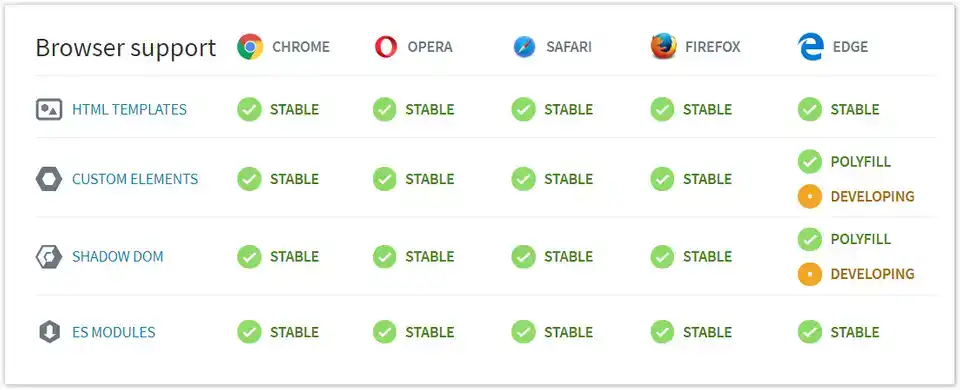 Browser support CHROME OPERA SAFARI FIREFOX EDGE
HTML TEMPLATES STABLE STABLE STABLE STABLE STABLE
CUSTOM ELEMENTS STABLE STABLE STABLE STABLE POLYFILL
DEVELOPING
SHADOW DOM STABLE STABLE STABLE STABLE POLYFILL
DEVELOPING
ES MODULES STABLE STABLE STABLE STABLE STABLE